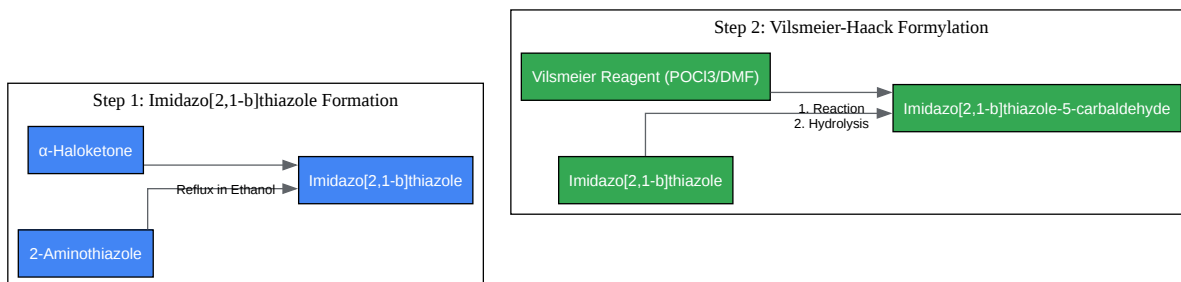 Step 1: Imidazo[2,1-b]thiazole Formation
α-Haloketone
Reflux in Ethanol
Imidazo[2,1-b]thiazole
2-Aminothiazole
Step 2: Vilsmeier-Haack Formylation
Vilsmeier Reagent (POCl3/DMF)
1. Reaction
2. Hydrolysis
Imidazo[2,1-b]thiazole-5-carbaldehyde
Imidazo[2,1-b]thiazole